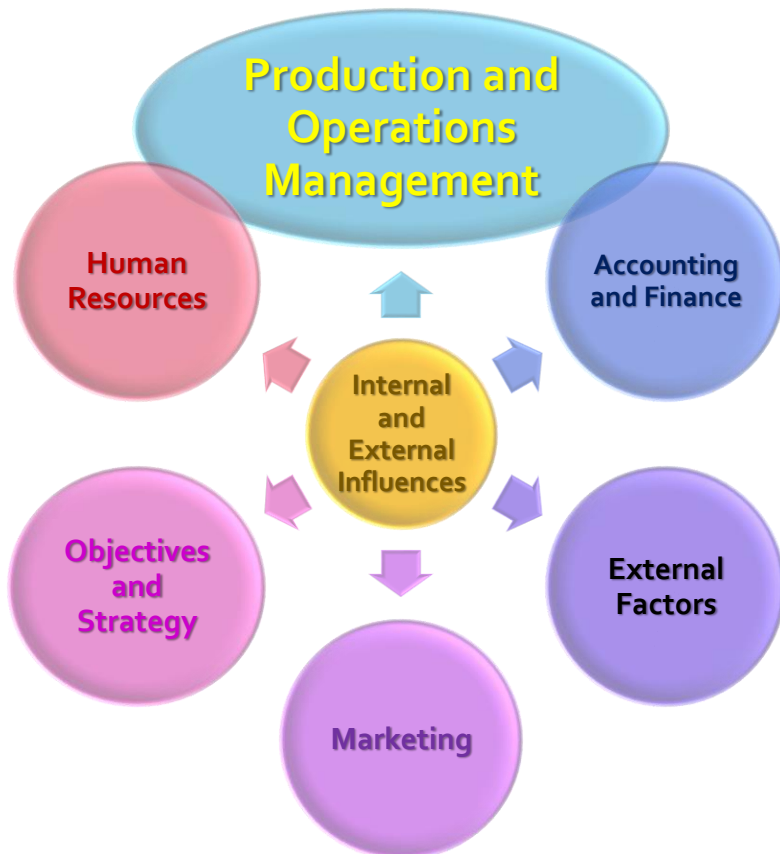 Production and
Operations
Management
Human
Resources
Accounting
and Finance
Internal
and
External
Influences
Objectives
and
Strategy
External
Factors
Marketing